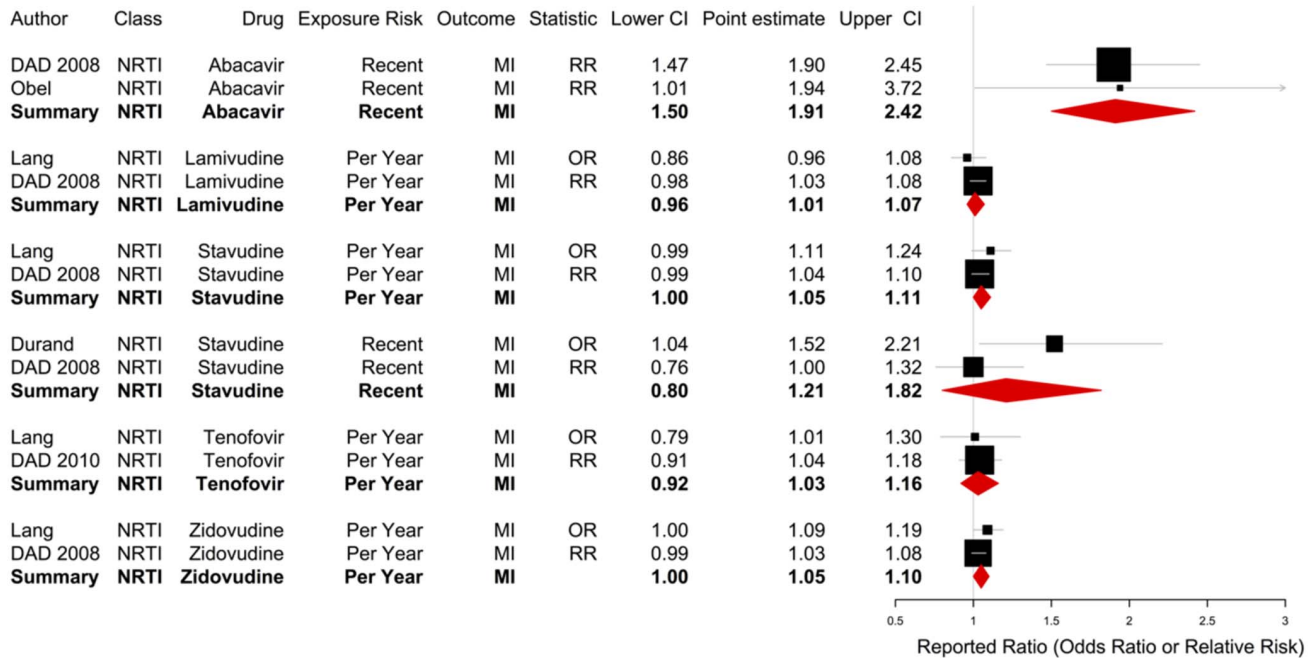 Author Class Drug Exposure Risk Outcome Statistic Lower CI Point estimate Upper CI
DAD 2008 NRTI Abacavir Recent MI RR 1.47 1.90 2.45
Obel NRTI Abacavir Recent MI RR 1.01 1.94 3.72
Summary NRTI Abacavir Recent MI 1.50 1.91 2.42
Lang NRTI Lamivudine Per Year MI OR 0.86 0.96 1.08
DAD 2008 NRTI Lamivudine Per Year MI RR 0.98 1.03 1.08
Summary NRTI Lamivudine Per Year MI 0.96 1.01 1.07
Lang NRTI Stavudine Per Year MI OR 0.99 1.11 1.24
DAD 2008 NRTI Stavudine Per Year MI RR 0.99 1.04 1.10
Summary NRTI Stavudine Per Year MI 1.00 1.05 1.11
Durand NRTI Stavudine Recent MI OR 1.04 1.52 2.21
DAD 2008 NRTI Stavudine Recent MI RR 0.76 1.00 1.32
Summary NRTI Stavudine Recent MI 0.80 1.21 1.82
Lang NRTI Tenofovir Per Year MI OR 0.79 1.01 1.30
DAD 2010 NRTI Tenofovir Per Year MI RR 0.91 1.04 1.18
Summary NRTI Tenofovir Per Year MI 0.92 1.03 1.16
Lang NRTI Zidovudine Per Year MI OR 1.00 1.09 1.19
DAD 2008 NRTI Zidovudine Per Year MI RR 0.99 1.03 1.08
Summary NRTI Zidovudine Per Year MI 1.00 1.05 1.10
0.5 1 1.5 2 2.5 3
Reported Ratio (Odds Ratio or Relative Risk)